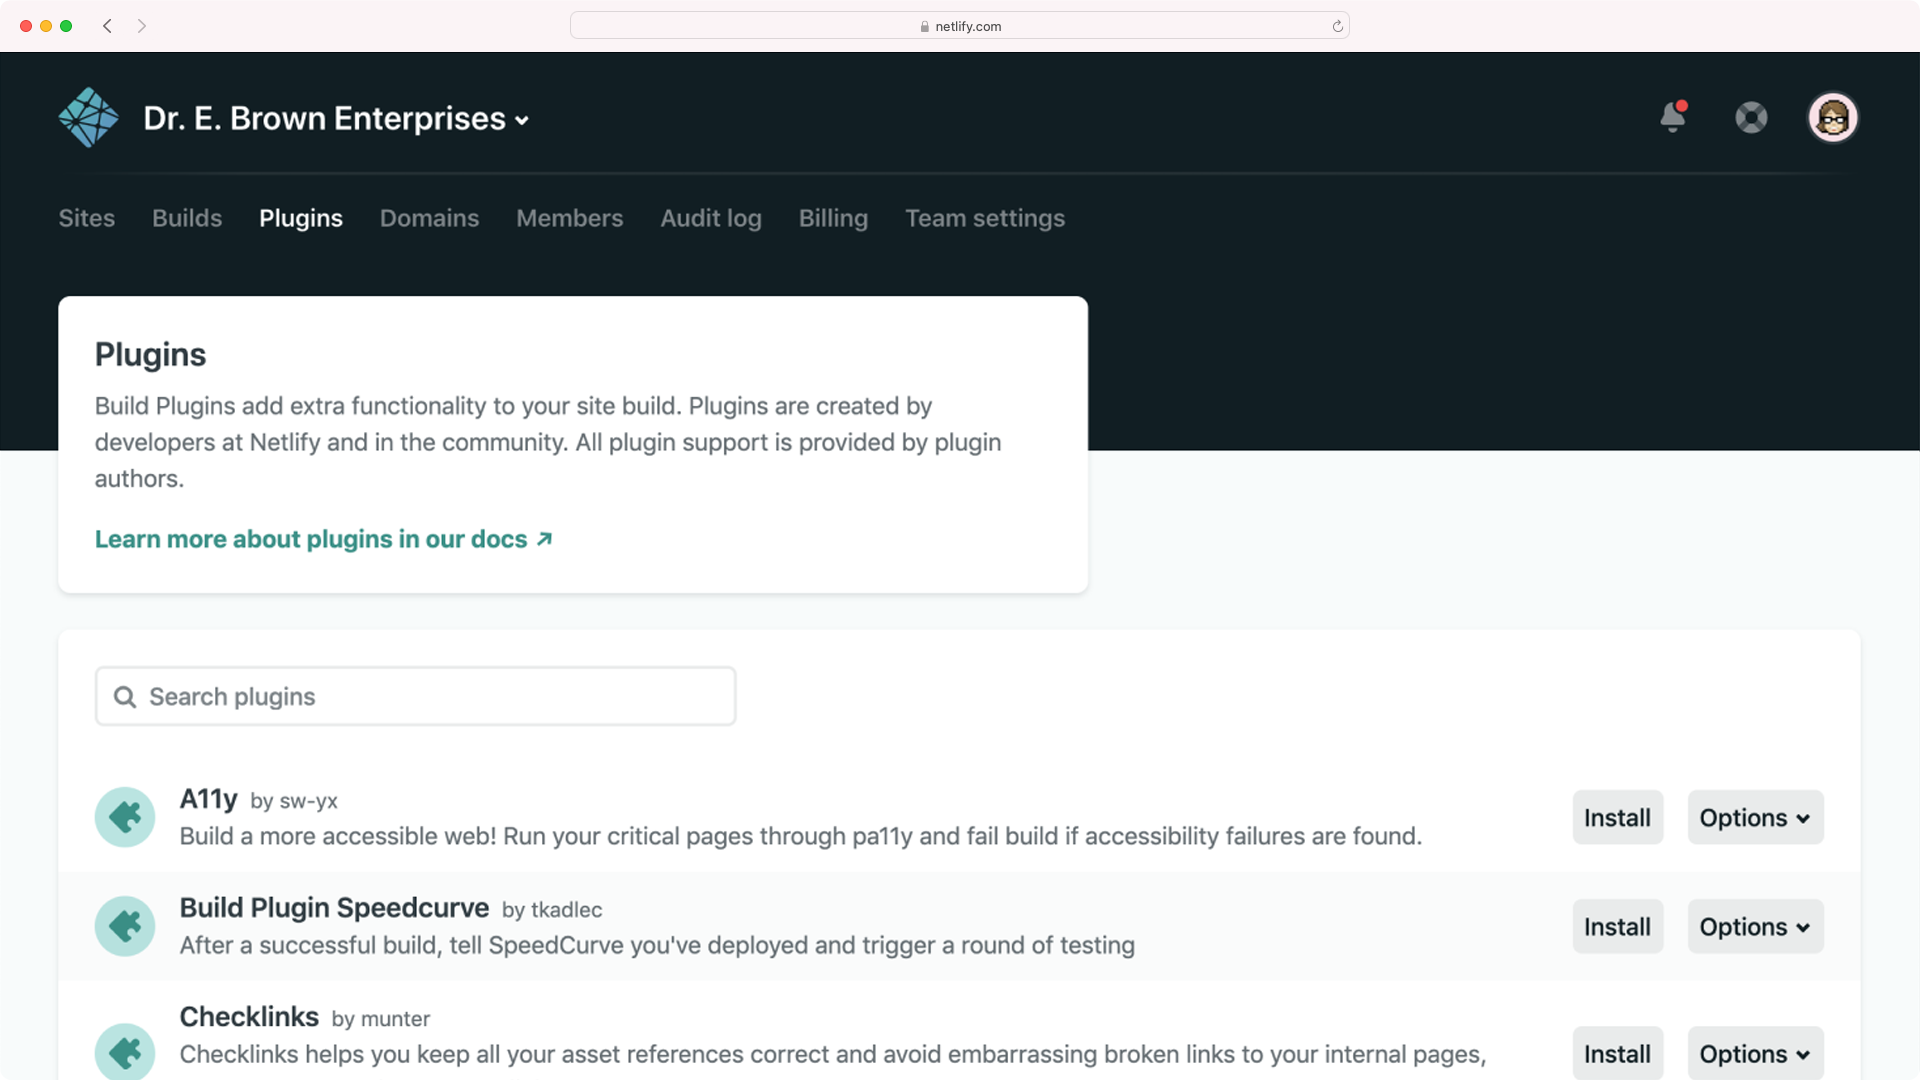 netlify.com
Dr. E. Brown Enterprises
Sites Builds Plugins Domains Members Audit log Billing Team settings
Plugins
Build Plugins add extra functionality to your site build. Plugins are created by
developers at Netlify and in the community. All plugin support is provided by plugin
authors.
Learn more about plugins in our docs
Search plugins
A11y by sw-yx
Build a more accessible web! Run your critical pages through pa11y and fail build if accessibility failures are found.
Install Options
Build Plugin Speedcurve by tkadlec
After a successful build, tell SpeedCurve you've deployed and trigger a round of testing
Install Options
Checklinks by munter
Checklinks helps you keep all your asset references correct and avoid embarrassing broken links to your internal pages,
Install Options